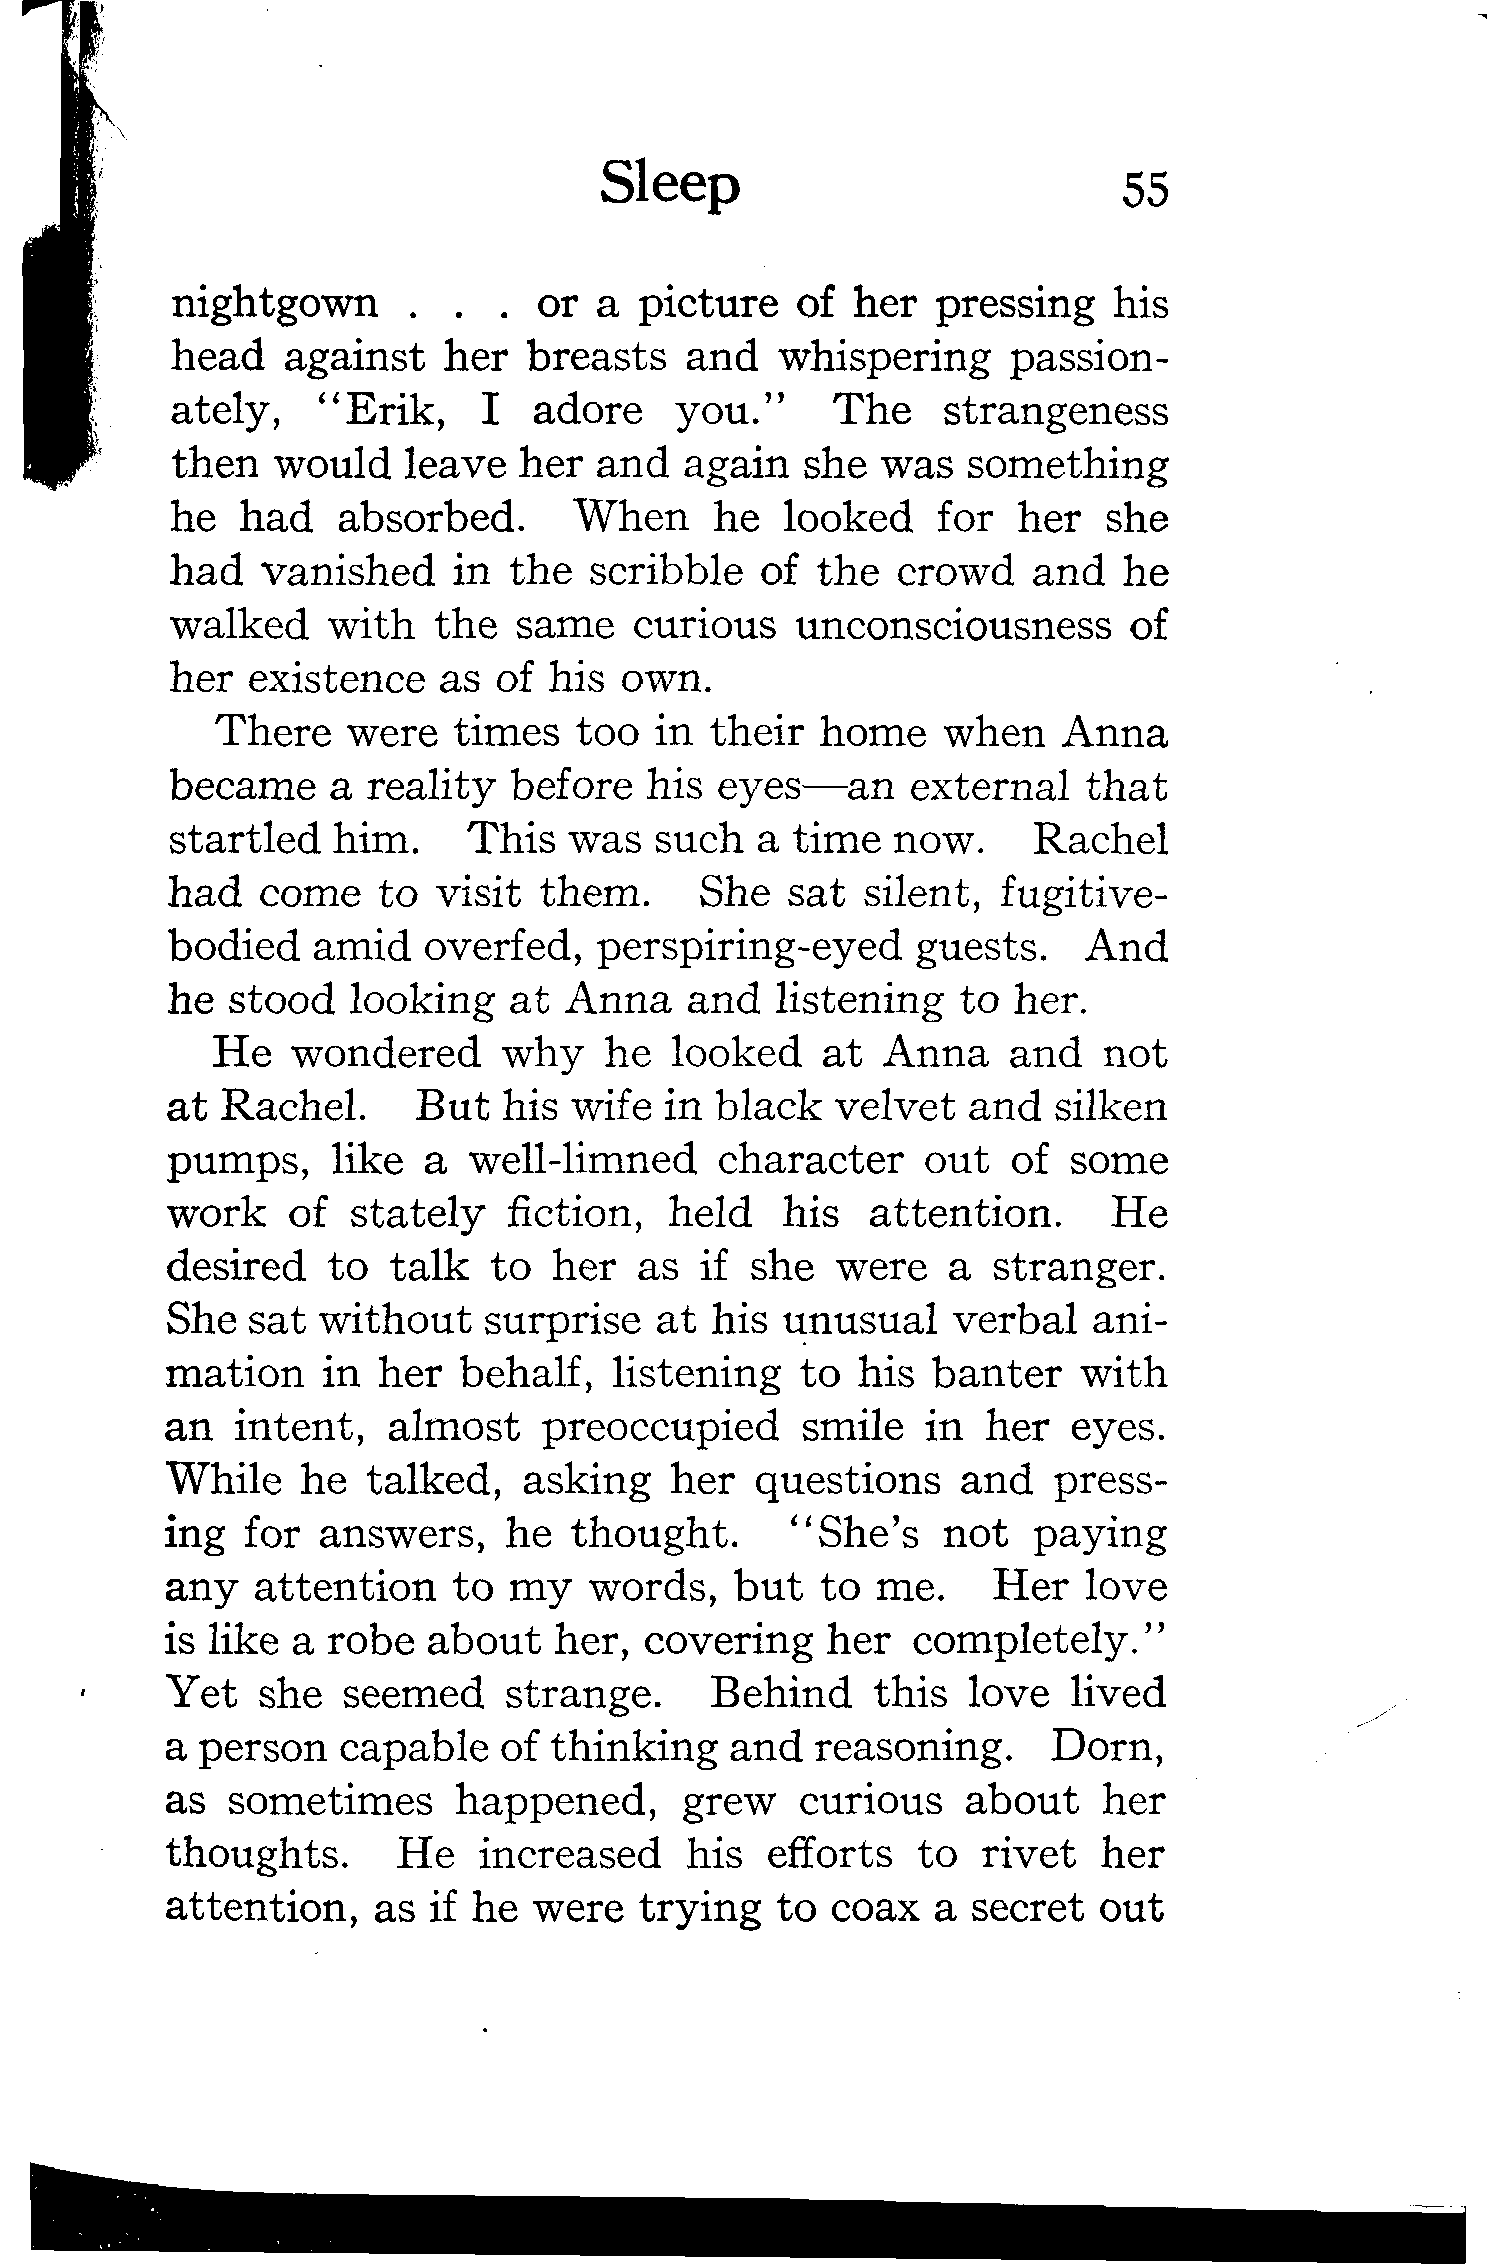 Sleep 55
nightgown . . . or a picture of her pressing his
head against her breasts and whispering passion-
ately, "Erik, I adore you." The strangeness
then would leave her and again she was something
he had absorbed. When he looked for her she
had vanished in the scribble of the crowd and he
walked with the same curious unconsciousness of
her existence as of his own.
There were times too in their home when Anna
became a reality before his eyes—an external that
startled him. This was such a time now. Rachel
had come to visit them. She sat silent, fugitive-
bodied amid overfed, perspiring-eyed guests. And
he stood looking at Anna and listening to her.
He wondered why he looked at Anna and not
at Rachel. But his wife in black velvet and silken
pumps, like a well-limned character out of some
work of stately fiction, held his attention. He
desired to talk to her as if she were a stranger.
She sat without surprise at his unusual verbal ani-
mation in her behalf, listening to his banter with
an intent, almost preoccupied smile in her eyes.
While he talked, asking her questions and press-
ing for answers, he thought. "She's not paying
any attention to my words, but to me. Her love
is like a robe about her, covering her completely."
Yet she seemed strange. Behind this love lived
a person capable of thinking and reasoning. Dorn,
as sometimes happened, grew curious about her
thoughts. He increased his efforts to rivet her
attention, as if he were trying to coax a secret out